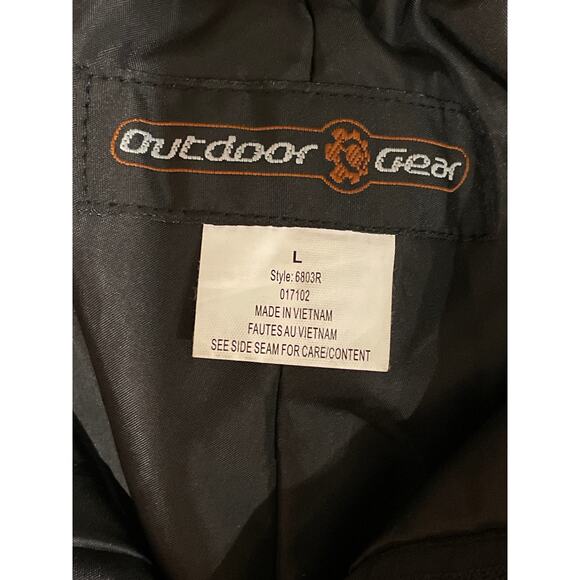 Outdoor Gear
L
Style: 6803R
017102
MADE IN VIETNAM
FAUTES AU VIETNAM
SEE SIDE SEAM FOR CARE/CONTENT